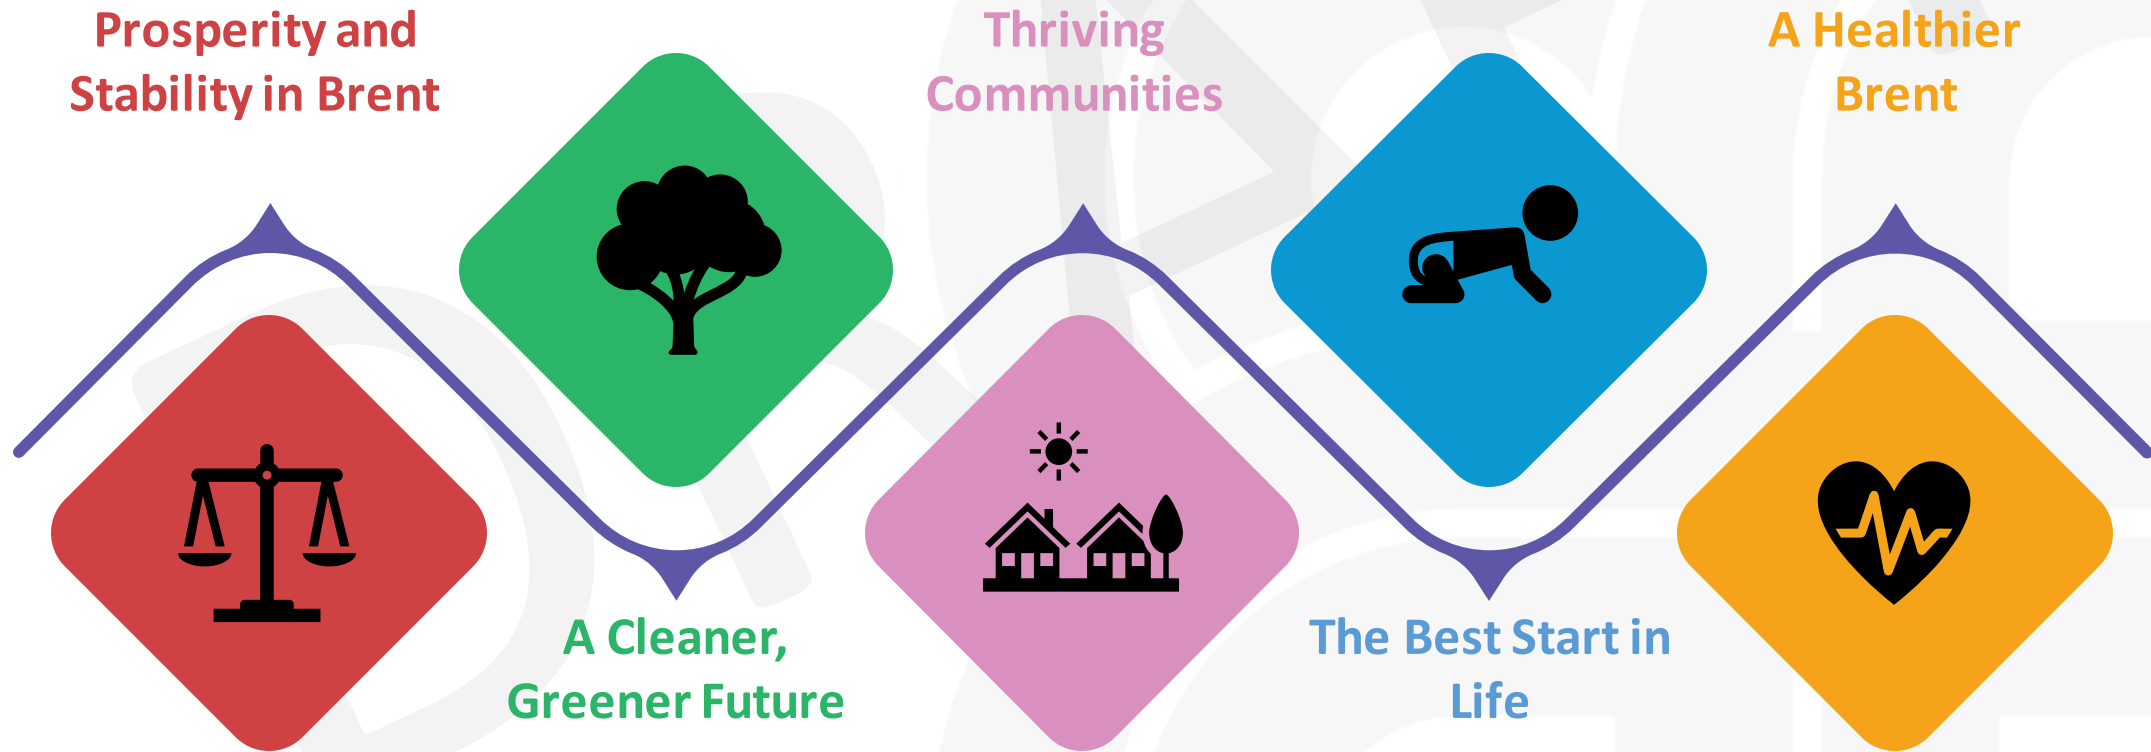 Prosperity and
Stability in Brent
A Cleaner,
Greener Future
Thriving
Communities
The Best Start in
Life
A Healthier
Brent